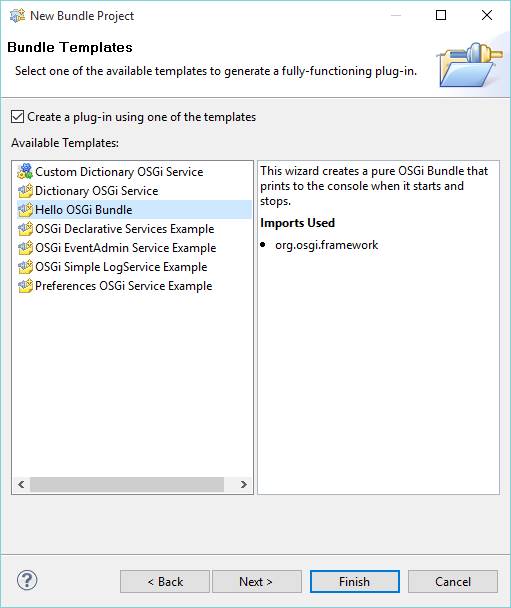 New Bundle Project
Bundle Templates
Select one of the available templates to generate a fully-functioning plug-in.
Create a plug-in using one of the templates
Available Templates:
Custom Dictionary OSGi Service
Dictionary OSGi Service
Hello OSGi Bundle
OSGi Declarative Services Example
OSGi EventAdmin Service Example
OSGi Simple LogService Example
Preferences OSGi Service Example
This wizard creates a pure OSGi Bundle that
prints to the console when it starts and
stops.
Imports Used
org.osgi.framework
< Back
Next >
Finish
Cancel